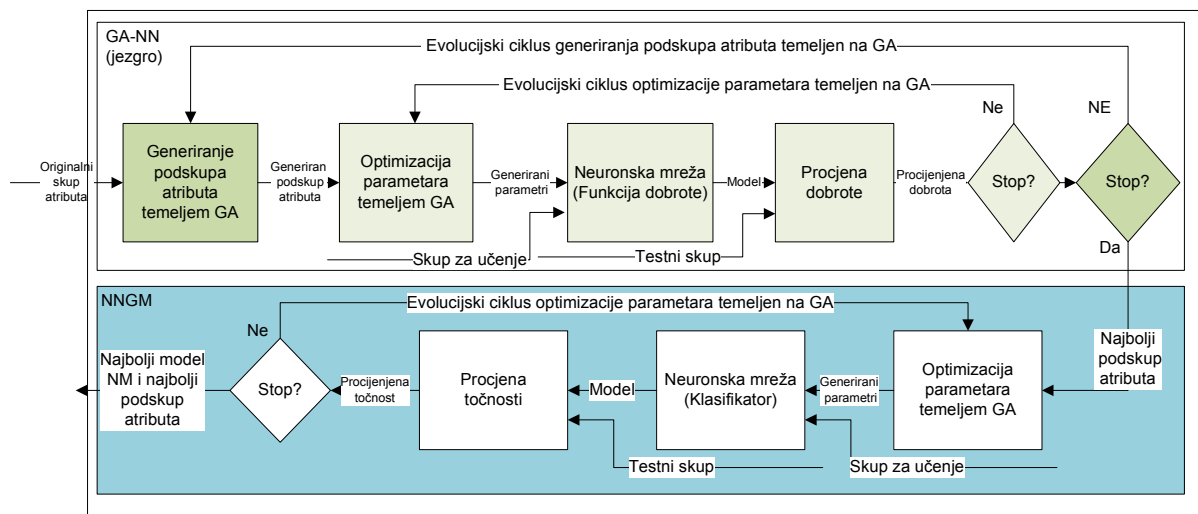 GA-NN
(jezgro)
Evolucijski ciklus generiranja podskupa atributa temeljen na GA
Evolucijski ciklus optimizacije parametara temeljen na GA
Ne
NE
Originalni
skup
atributa
Generiranje
podskupa
atributa
temeljem GA
Generiran
podskup
atributa
Optimizacija
parametara
temeljem GA
Generirani
parametri
Neuronska mreža
(Funkcija dobrote)
Model
Procjena
dobrote
Procijenjena
dobrota
Stop?
Stop?
Skup za učenje
Testni skup
Da
NNGM
Evolucijski ciklus optimizacije parametara temeljen na GA
Ne
Najbolji model
NM i najbolji
podskup
atributa
Stop?
Procijenjena
točnost
Procjena
točnosti
Model
Neuronska mreža
(Klasifikator)
Generirani
parametri
Optimizacija
parametara
temeljem GA
Najbolji
podskup
atributa
Testni skup
Skup za učenje